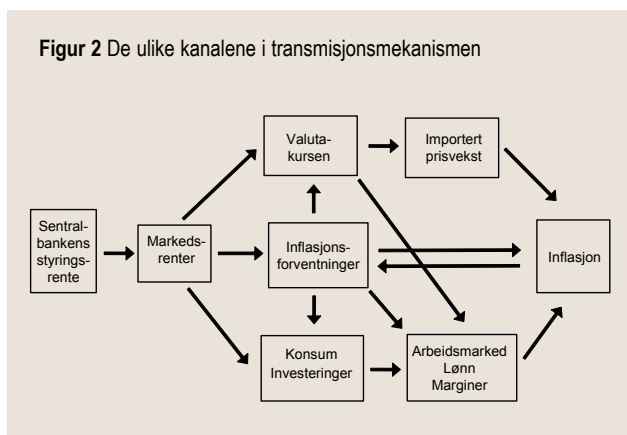 Figur 2 De ulike kanalene i transmisjonsmekanismen
Valuta-
kursen
Importert
prisvekst
Sentral-
bankens
styrings-
rente
Markeds-
renter
Inflasjons-
forventninger
Inflasjon
Konsum
Investeringer
Arbeidsmarked
Lønn
Marginer